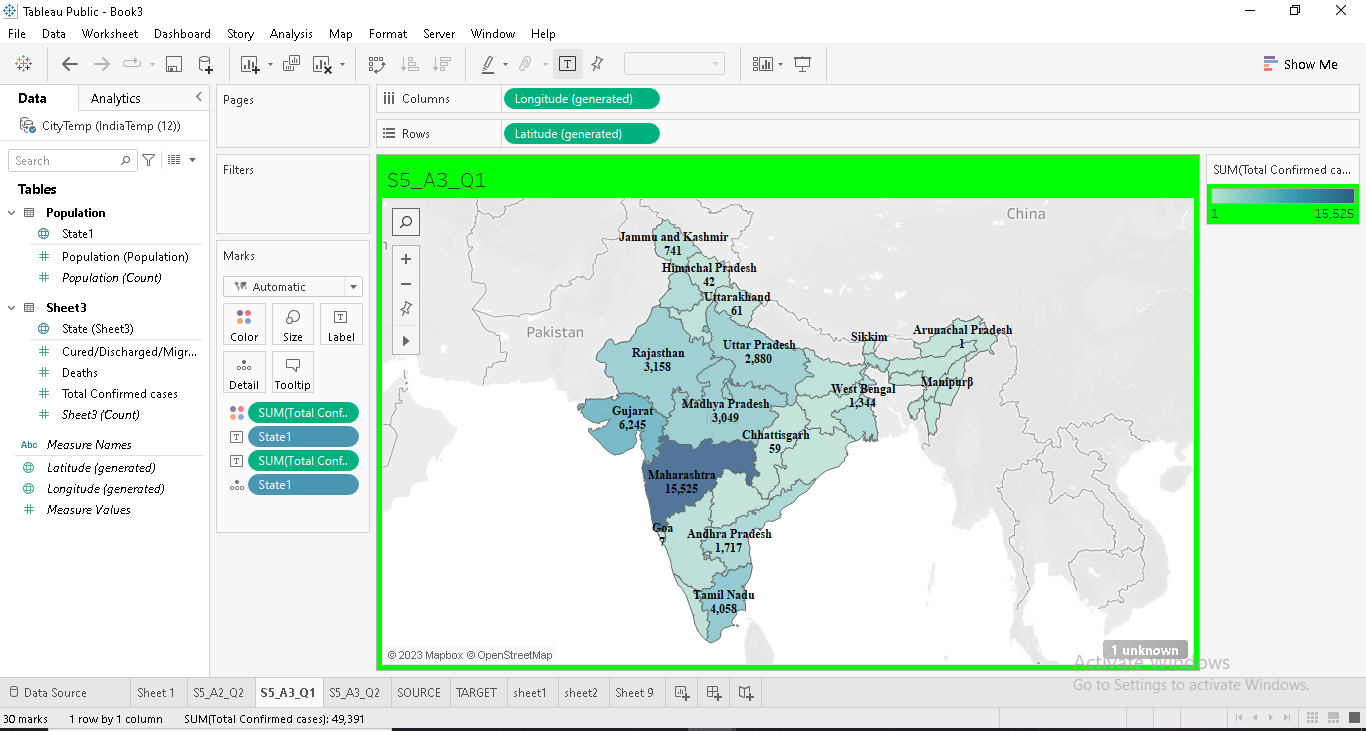 Tableau Public - Book3
File Data Worksheet Dashboard Story Analysis Map Format Server Window Help
Show Me
Data Analytics
CityTemp (IndiaTemp (12))
Search
Tables
Population
State1
Population (Population)
Population (Count)
Sheet3
State (Sheet3)
Cured/Discharged/Migr...
Deaths
Total Confirmed cases
Sheet3 (Count)
Abc Measure Names
Latitude (generated)
Longitude (generated)
Measure Values
Pages
Filters
Marks
Automatic
Color Size Label
Detail Tooltip
SUM(Total Conf..
State1
SUM(Total Conf..
State1
Columns Longitude (generated)
Rows Latitude (generated)
S5_A3_Q1
China
Pakistan
Jammu and Kashmir
741
Himachal Pradesh
42
Uttarakhand
61
Sikkim
Arunachal Pradesh
1
Rajasthan
3,158
Uttar Pradesh
2,880
Manipurβ
West Bengal
1,344
Gujarat
6,245
Madhya Pradesh
3,049
Chhattisgarh
59
Maharashtra
15,525
Goa
7
Andhra Pradesh
1,717
Tamil Nadu
4,058
© 2023 Mapbox © OpenStreetMap
1 unknown
SUM(Total Confirmed ca...
1 15,525
Activate Windows
Go to Settings to activate Windows.
Data Source Sheet 1 S5_A2_Q2 S5_A3_Q1 S5_A3_Q2 SOURCE TARGET sheet1 sheet2 Sheet 9
30 marks 1 row by 1 column SUM(Total Confirmed cases): 49,391